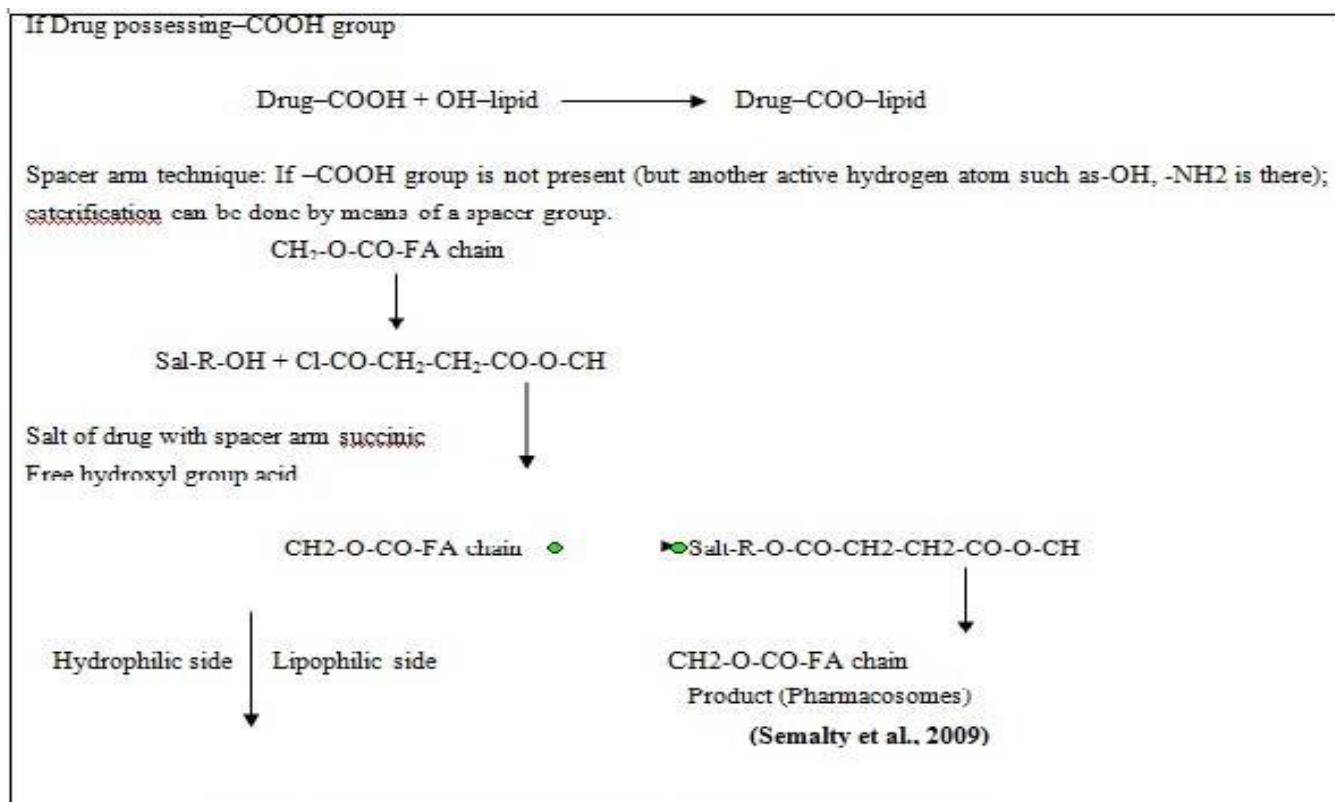 If Drug possessing–COOH group
Drug–COOH + OH–lipid ⟶ Drug–COO–lipid
Spacer arm technique: If –COOH group is not present (but another active hydrogen atom such as-OH, -NH2 is there);
esterification can be done by means of a spacer group.
CH₂-O-CO-FA chain
Sal-R-OH + Cl-CO-CH₂-CH₂-CO-O-CH
Salt of drug with spacer arm succinic
Free hydroxyl group acid
CH2-O-CO-FA chain Salt-R-O-CO-CH2-CH2-CO-O-CH
Hydrophilic side Lipophilic side CH2-O-CO-FA chain
Product (Pharmacosomes)
(Semalty et al., 2009)